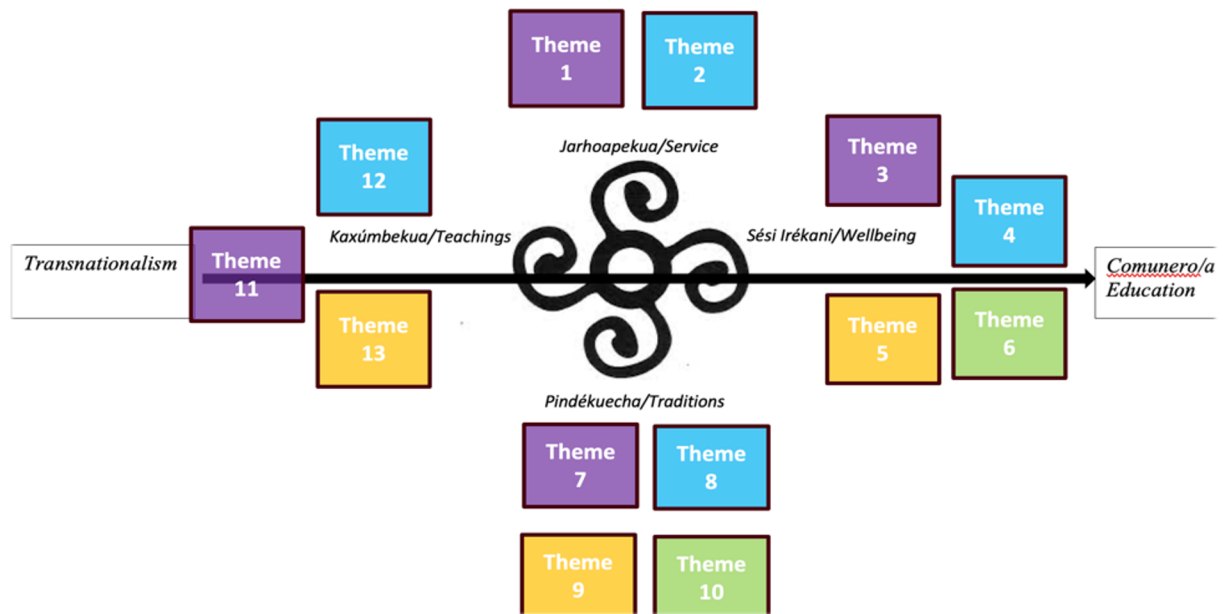 Theme
1
Theme
2
Jarhoapekua/Service
Theme
12
Theme
3
Theme
4
Kaxúmbekua/Teachings
Sési Irékani/Wellbeing
Transnationalism
Theme
11
Comunero/a
Education
Theme
13
Theme
5
Theme
6
Pindékuecha/Traditions
Theme
7
Theme
8
Theme
9
Theme
10